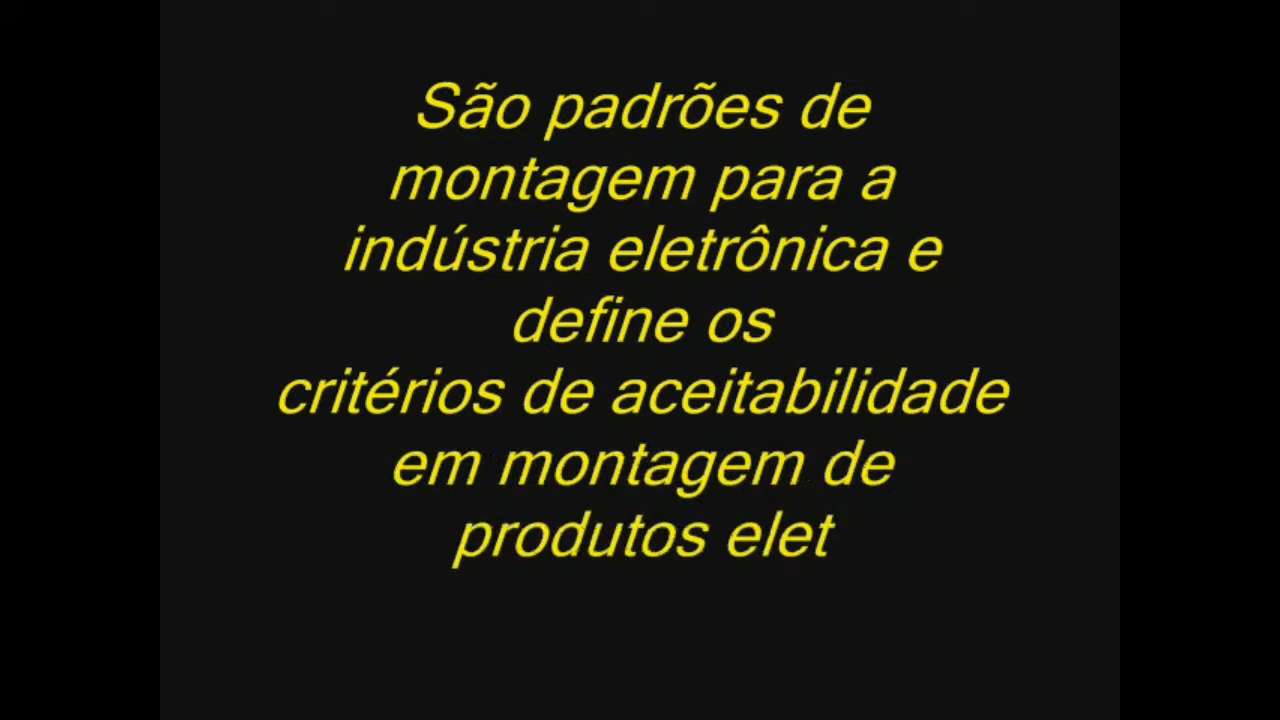 São padrões de
montagem para a
indústria eletrônica e
define os
critérios de aceitabilidade
em montagem de
produtos elet